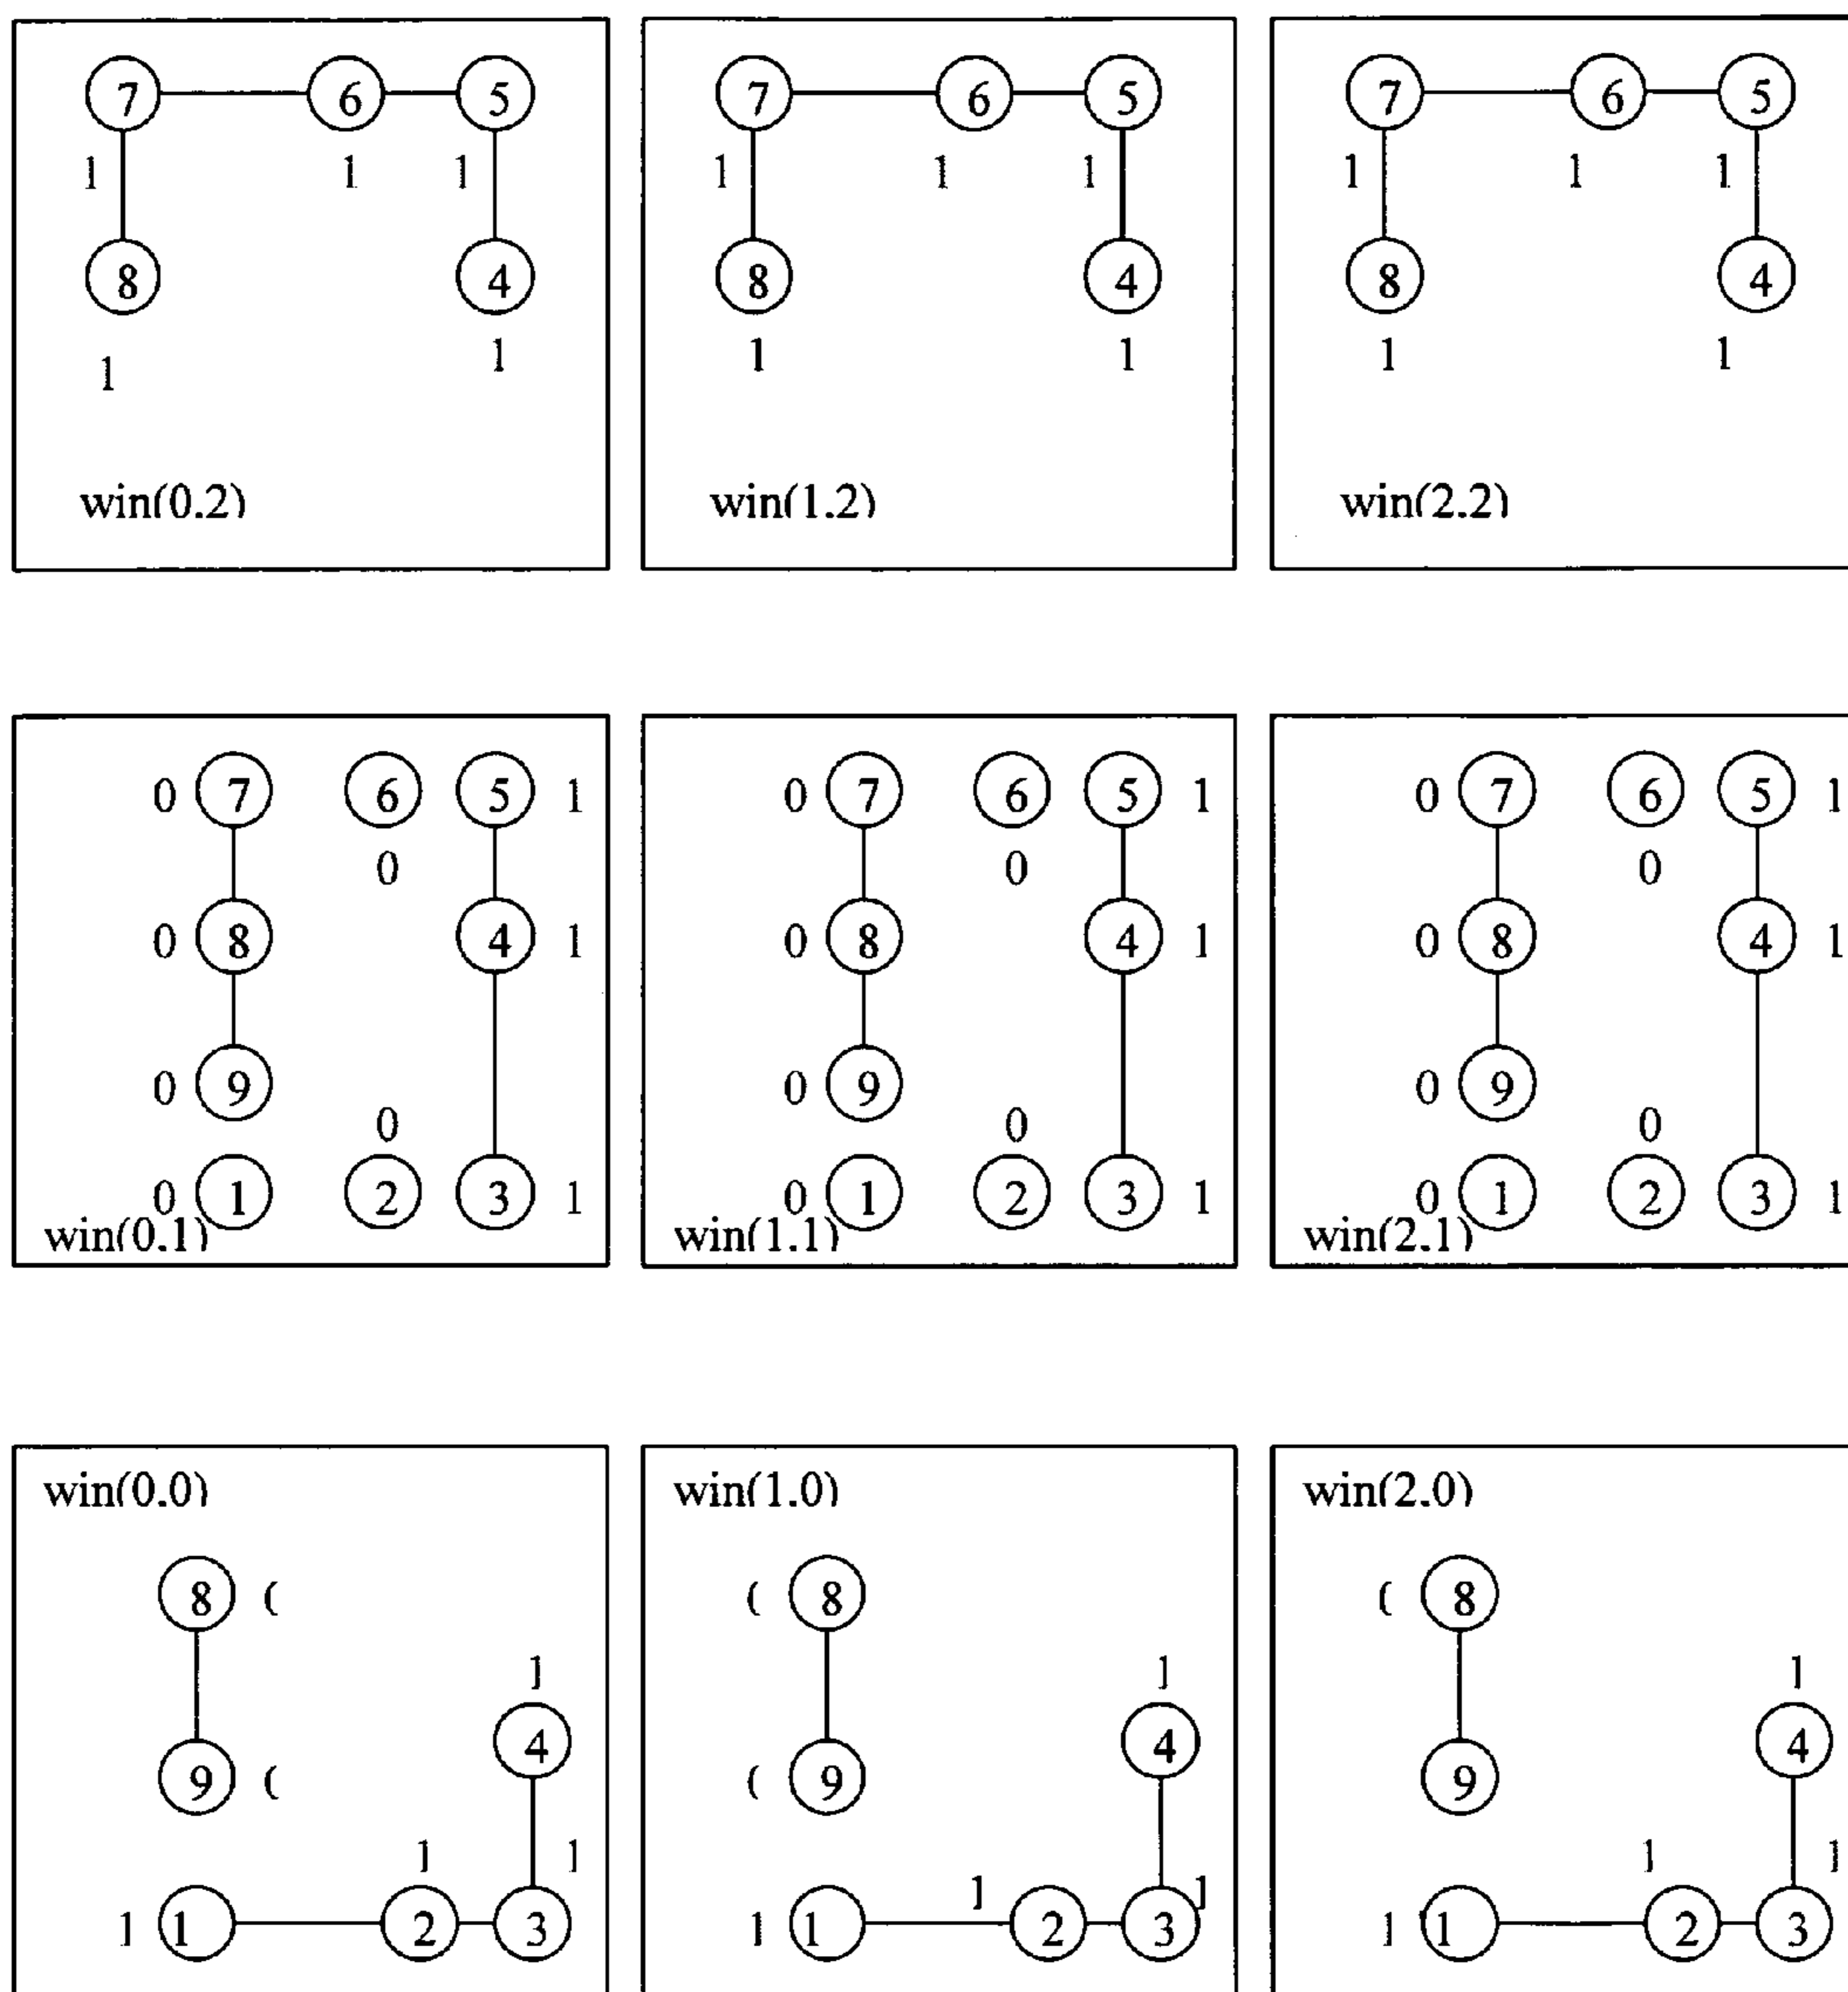 7 6 5
1 1 1
8 4
1 1
win(0.2)
7 6 5
1 1 1
8 4
1 1
win(1.2)
7 6 5
1 1 1
8 4
1 1
win(2.2)
0 7 6 5 1
0
0 8 4 1
0 9
0
0 1 2 3 1
win(0.1)
0 7 6 5 1
0
0 8 4 1
0 9
0
0 1 2 3 1
win(1.1)
0 7 6 5 1
0
0 8 4 1
0 9
0
0 1 2 3 1
win(2.1)
win(0.0)
8 (
1
4
9 (
1 1
1 1 2 3
win(1.0)
( 8
1
4
( 9
1 1
1 1 2 3
win(2.0)
( 8
1
4
9
1 1
1 1 2 3